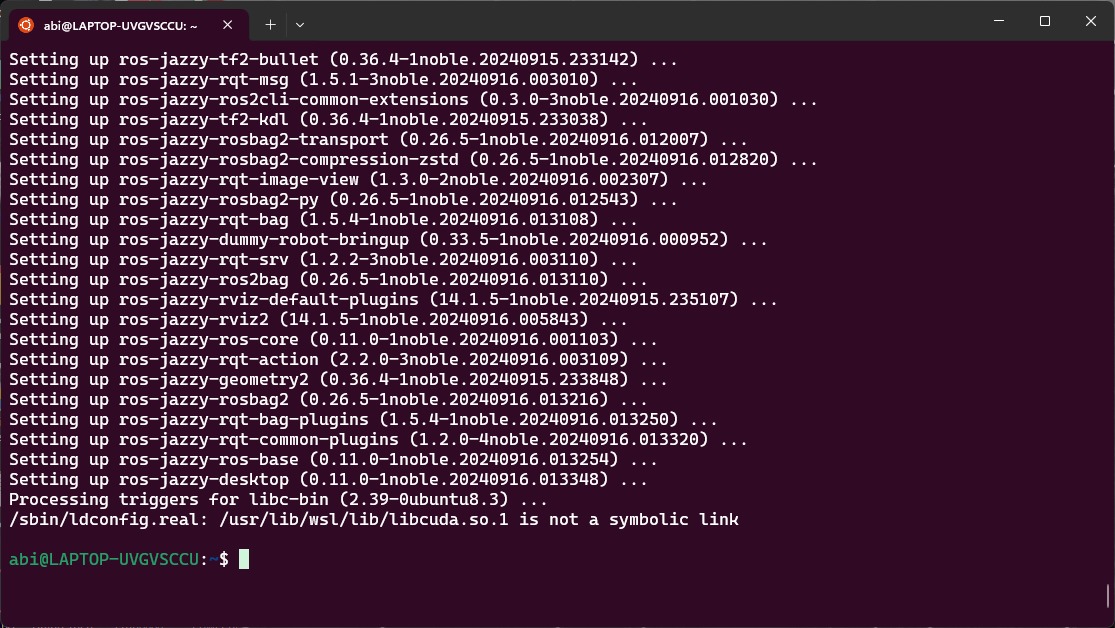 abi@LAPTOP-UVGVSCCU: ~
Setting up ros-jazzy-tf2-bullet (0.36.4-1noble.20240915.233142) ...
Setting up ros-jazzy-rqt-msg (1.5.1-3noble.20240916.003010) ...
Setting up ros-jazzy-ros2cli-common-extensions (0.3.0-3noble.20240916.001030) ...
Setting up ros-jazzy-tf2-kdl (0.36.4-1noble.20240915.233038) ...
Setting up ros-jazzy-rosbag2-transport (0.26.5-1noble.20240916.012007) ...
Setting up ros-jazzy-rosbag2-compression-zstd (0.26.5-1noble.20240916.012820) ...
Setting up ros-jazzy-rqt-image-view (1.3.0-2noble.20240916.002307) ...
Setting up ros-jazzy-rosbag2-py (0.26.5-1noble.20240916.012543) ...
Setting up ros-jazzy-rqt-bag (1.5.4-1noble.20240916.013108) ...
Setting up ros-jazzy-dummy-robot-bringup (0.33.5-1noble.20240916.000952) ...
Setting up ros-jazzy-rqt-srv (1.2.2-3noble.20240916.003110) ...
Setting up ros-jazzy-ros2bag (0.26.5-1noble.20240916.013110) ...
Setting up ros-jazzy-rviz-default-plugins (14.1.5-1noble.20240915.235107) ...
Setting up ros-jazzy-rviz2 (14.1.5-1noble.20240916.005843) ...
Setting up ros-jazzy-ros-core (0.11.0-1noble.20240916.001103) ...
Setting up ros-jazzy-rqt-action (2.2.0-3noble.20240916.003109) ...
Setting up ros-jazzy-geometry2 (0.36.4-1noble.20240915.233848) ...
Setting up ros-jazzy-rosbag2 (0.26.5-1noble.20240916.013216) ...
Setting up ros-jazzy-rqt-bag-plugins (1.5.4-1noble.20240916.013250) ...
Setting up ros-jazzy-rqt-common-plugins (1.2.0-4noble.20240916.013320) ...
Setting up ros-jazzy-ros-base (0.11.0-1noble.20240916.013254) ...
Setting up ros-jazzy-desktop (0.11.0-1noble.20240916.013348) ...
Processing triggers for libc-bin (2.39-0ubuntu8.3) ...
/sbin/ldconfig.real: /usr/lib/wsl/lib/libcuda.so.1 is not a symbolic link
abi@LAPTOP-UVGVSCCU:~$